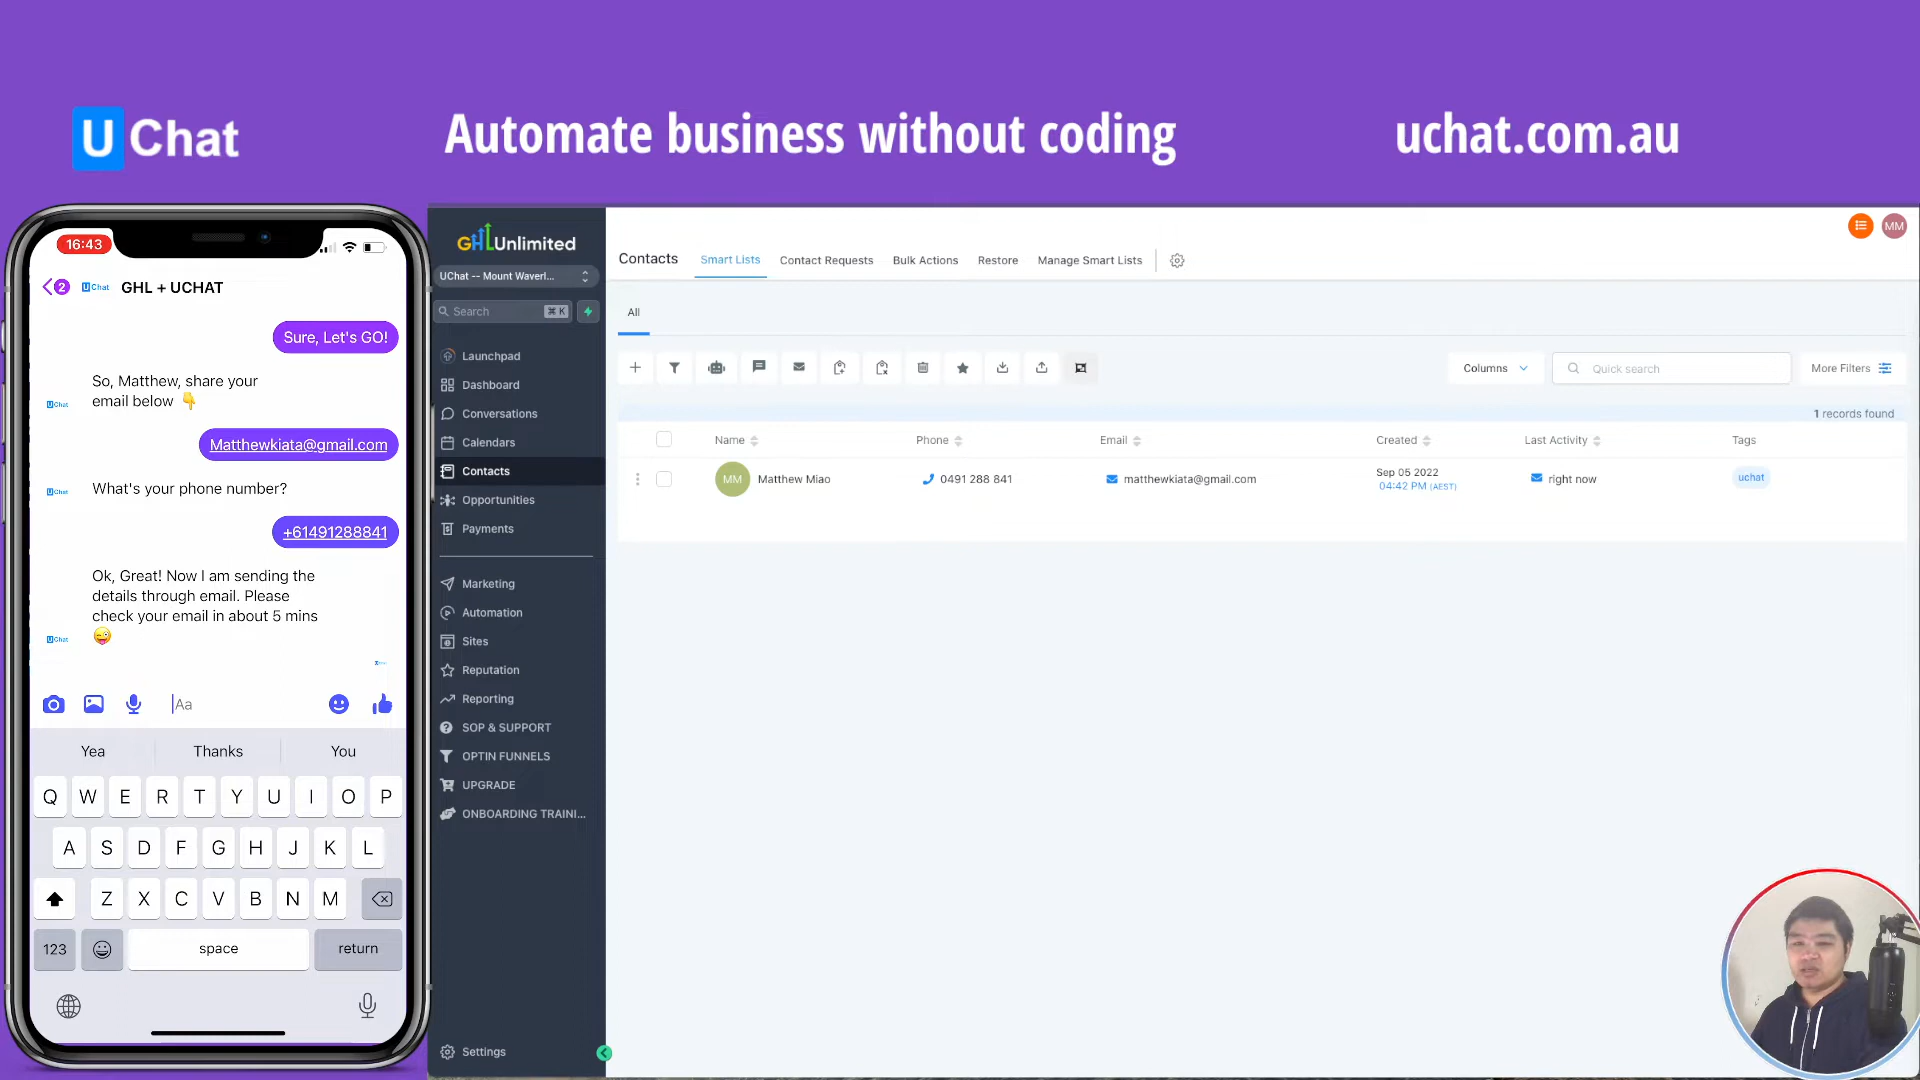 U Chat
Automate business without coding
uchat.com.au
16:43
2
U Chat
GHL + UCHAT
Sure, Let's GO!
So, Matthew, share your
email below 👇
U Chat
Matthewkiata@gmail.com
What's your phone number?
U Chat
+61491288841
Ok, Great! Now I am sending the
details through email. Please
check your email in about 5 mins
😜
U Chat
Aa
Yea Thanks You
Q W E R T Y U I O P
A S D F G H J K L
Z X C V B N M
123 space return
GHL Unlimited
UChat -- Mount Waverl...
Search ⌘ K
Launchpad
Dashboard
Conversations
Calendars
Contacts
Opportunities
Payments
Marketing
Automation
Sites
Reputation
Reporting
SOP & SUPPORT
OPTIN FUNNELS
UPGRADE
ONBOARDING TRAINI...
Settings
MM
Contacts Smart Lists Contact Requests Bulk Actions Restore Manage Smart Lists
All
Columns Quick search More Filters
1 records found
Name Phone Email Created Last Activity Tags
MM Matthew Miao 0491 288 841 matthewkiata@gmail.com Sep 05 2022 right now uchat
04:42 PM (AEST)